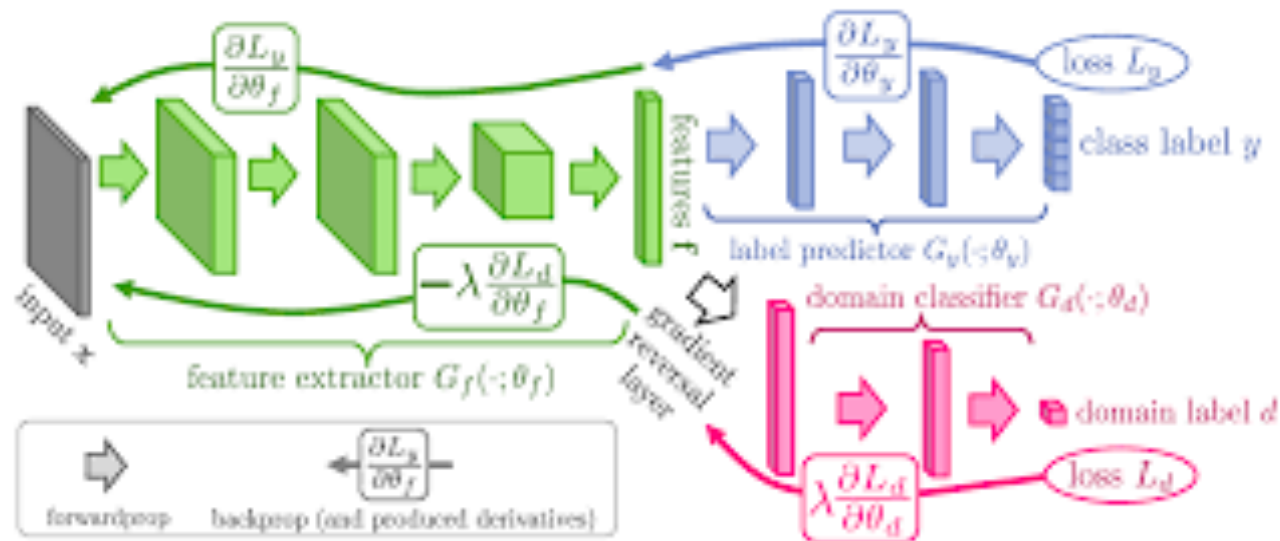 ∂L_y/∂θ_f
∂L_y/∂θ_y
loss L_y
features f
class label y
label predictor G_y(·;θ_y)
input x
−λ ∂L_d/∂θ_f
feature extractor G_f(·;θ_f)
gradient
reversal
layer
domain classifier G_d(·;θ_d)
domain label d
λ ∂L_d/∂θ_d
loss L_d
∂L_y/∂θ_f
forwardprop
backprop (and produced derivatives)